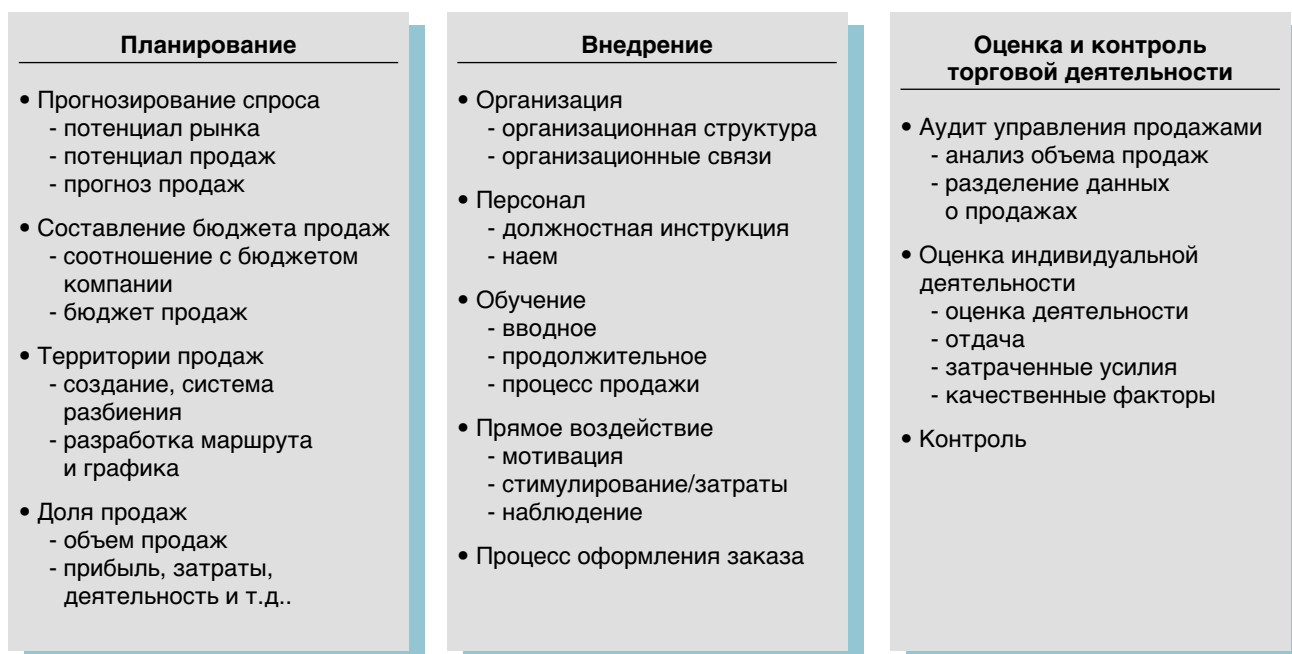 Планирование
• Прогнозирование спроса
- потенциал рынка
- потенциал продаж
- прогноз продаж
• Составление бюджета продаж
- соотношение с бюджетом
компании
- бюджет продаж
• Территории продаж
- создание, система
разбиения
- разработка маршрута
и графика
• Доля продаж
- объем продаж
- прибыль, затраты,
деятельность и т.д..
Внедрение
• Организация
- организационная структура
- организационные связи
• Персонал
- должностная инструкция
- наем
• Обучение
- вводное
- продолжительное
- процесс продажи
• Прямое воздействие
- мотивация
- стимулирование/затраты
- наблюдение
• Процесс оформления заказа
Оценка и контроль
торговой деятельности
• Аудит управления продажами
- анализ объема продаж
- разделение данных
о продажах
• Оценка индивидуальной
деятельности
- оценка деятельности
- отдача
- затраченные усилия
- качественные факторы
• Контроль